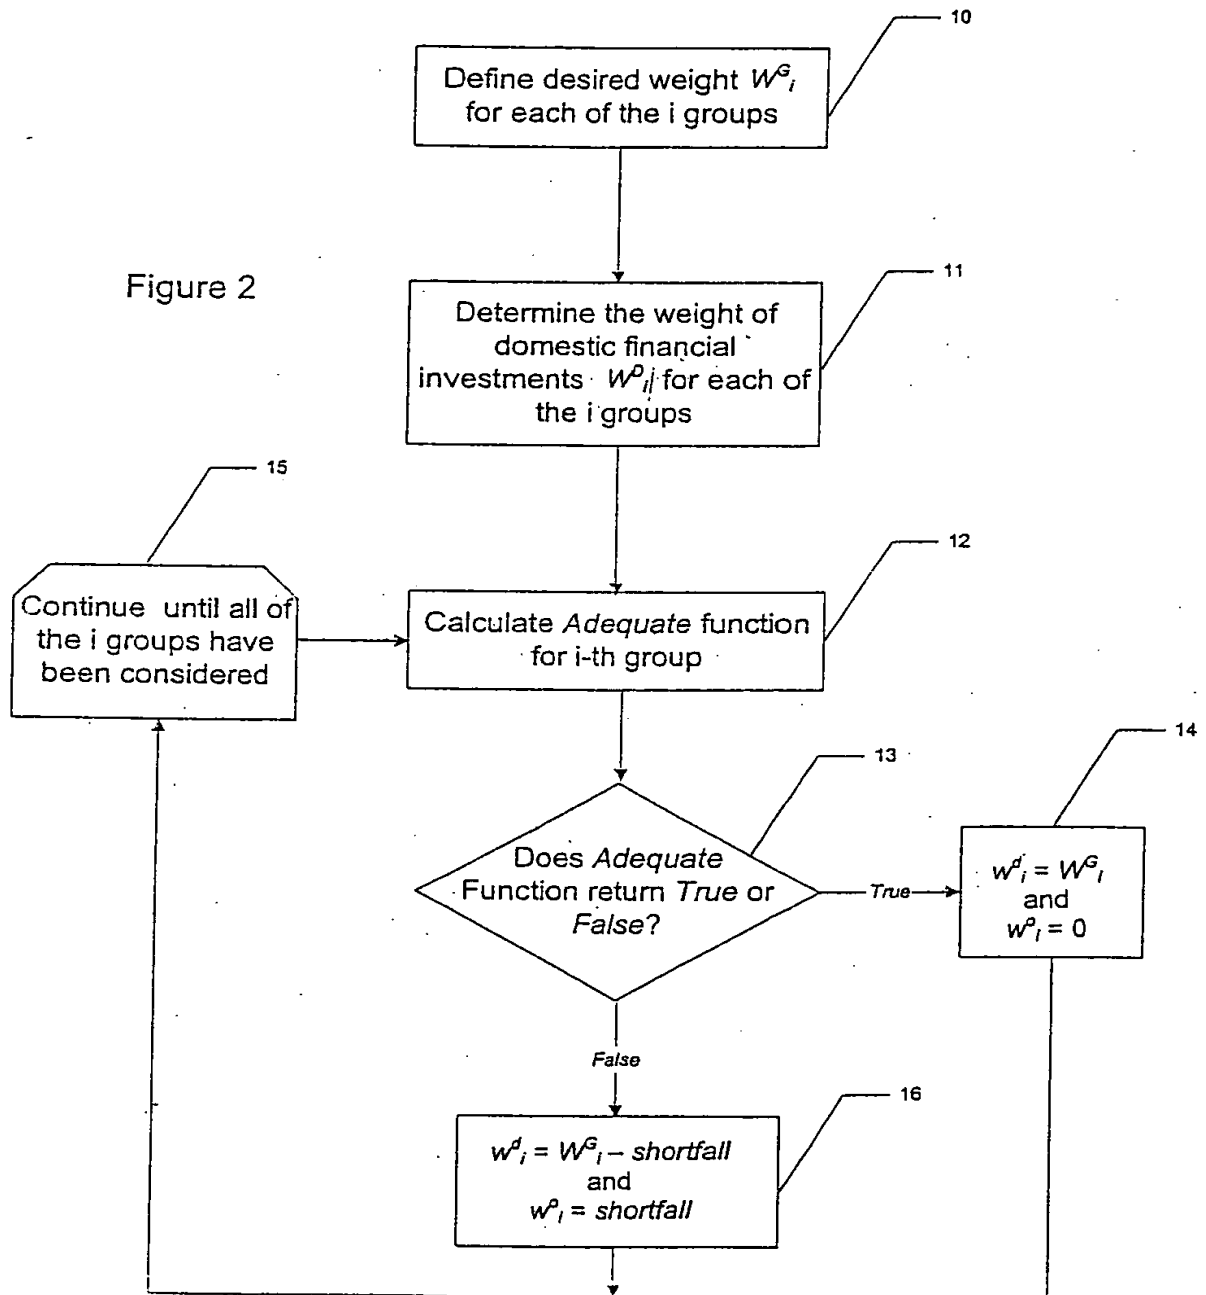 10
Define desired weight W^G_i
for each of the i groups
Figure 2
11
Determine the weight of
domestic financial
investments W^D_i for each of
the i groups
15
Continue until all of
the i groups have
been considered
12
Calculate Adequate function
for i-th group
13
Does Adequate
Function return True or
False?
True
14
w^d_i = W^G_i
and
w^o_i = 0
False
16
w^d_i = W^G_i – shortfall
and
w^o_i = shortfall